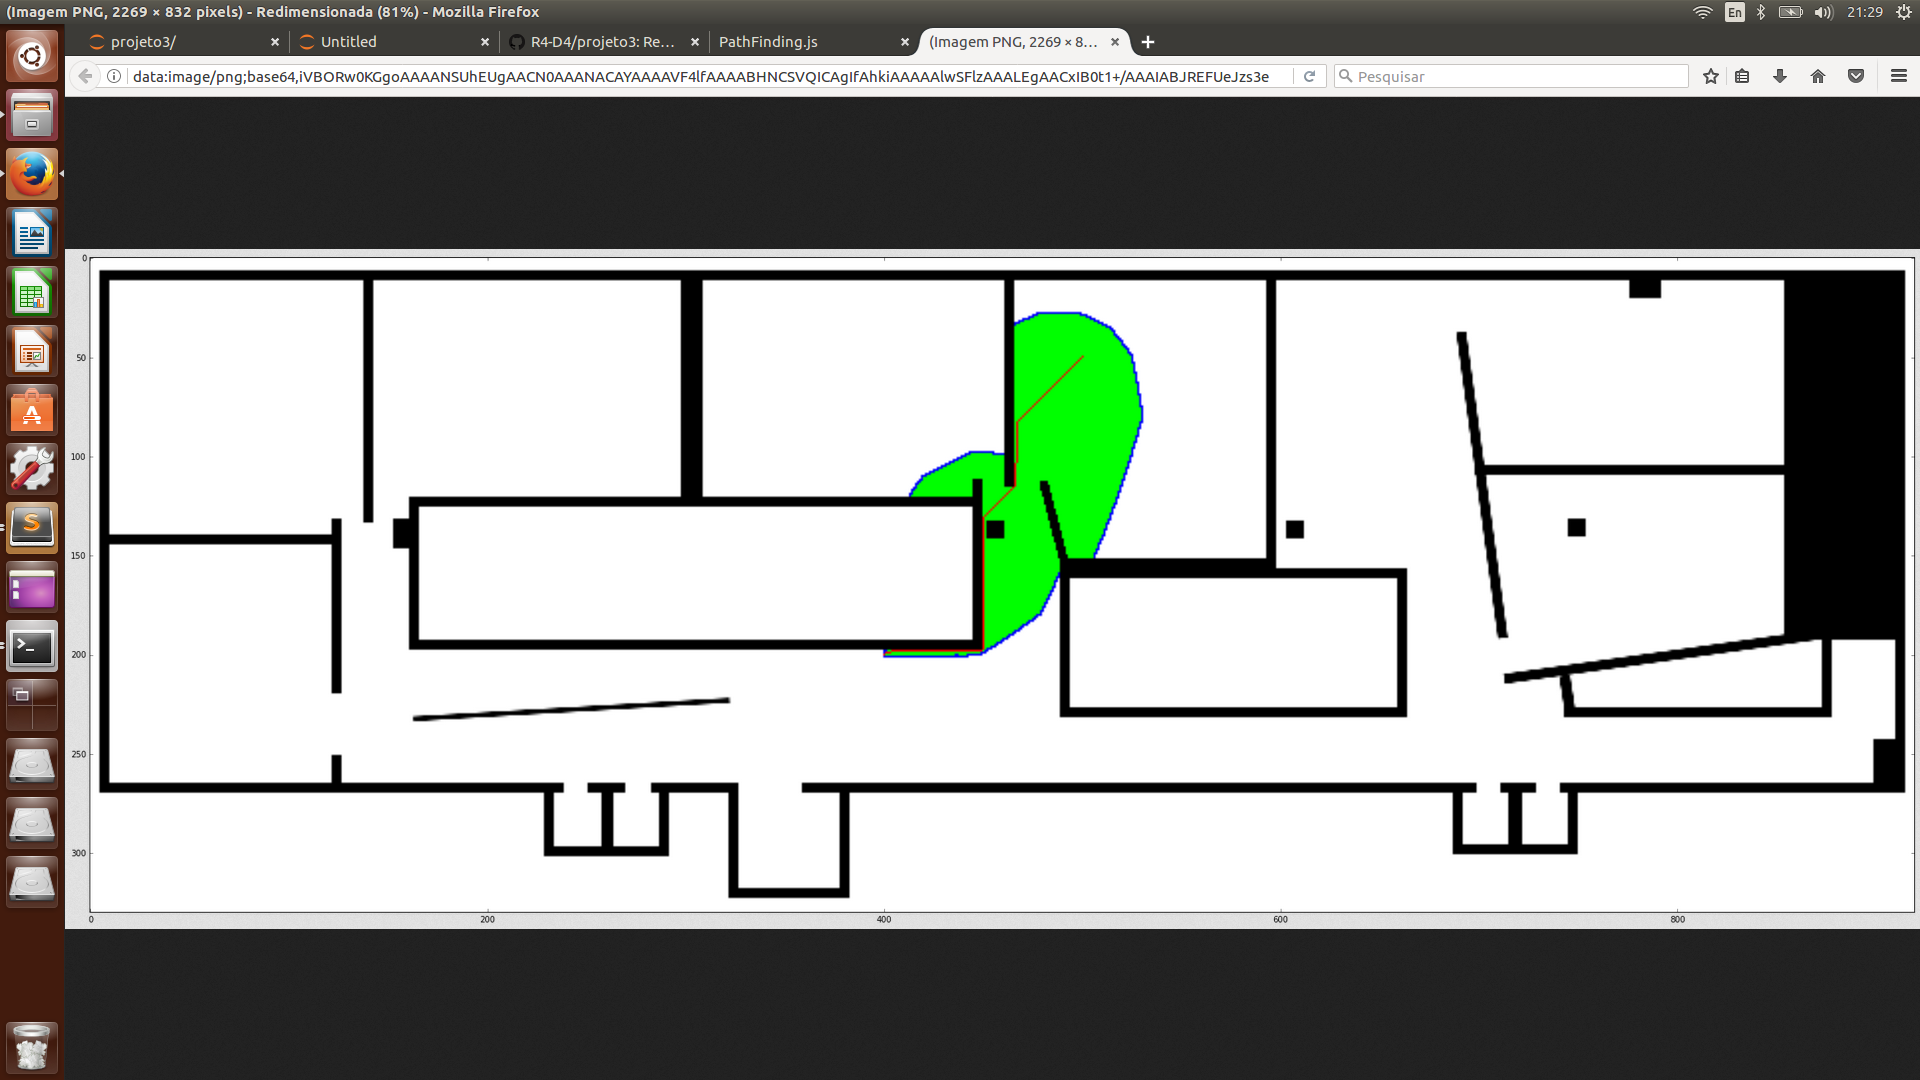 (Imagem PNG, 2269 × 832 pixels) - Redimensionada (81%) - Mozilla Firefox
En
21:29
projeto3/
Untitled
R4-D4/projeto3: Re...
PathFinding.js
(Imagem PNG, 2269 × 8...
data:image/png;base64,iVBORw0KGgoAAAANSUhEUgAACN0AAANACAYAAAAVF4lfAAAABHNCSVQICAgIfAhkiAAAAAlwSFlzAAALEgAACxIB0t1+/AAAIABJREFUeJzs3e
Pesquisar
0
50
100
150
200
250
300
0
200
400
600
800